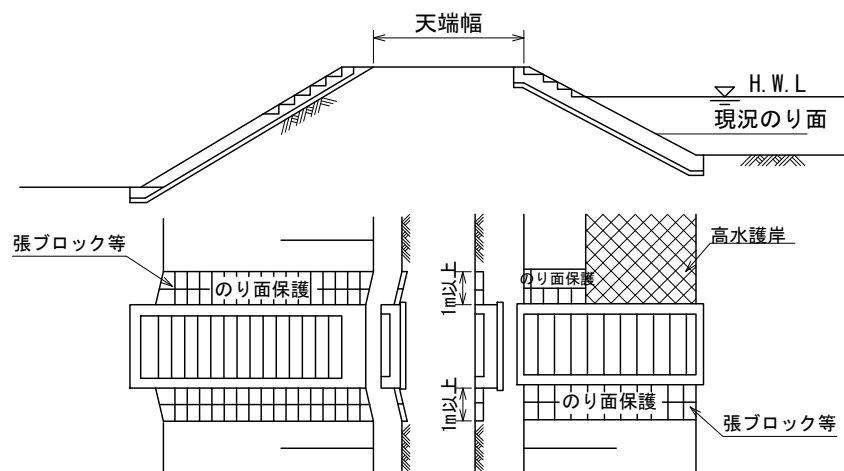 天端幅
H.W.L
現況のり面
張ブロック等
のり面保護
1m以上
のり面保護
高水護岸
1m以上
のり面保護
張ブロック等